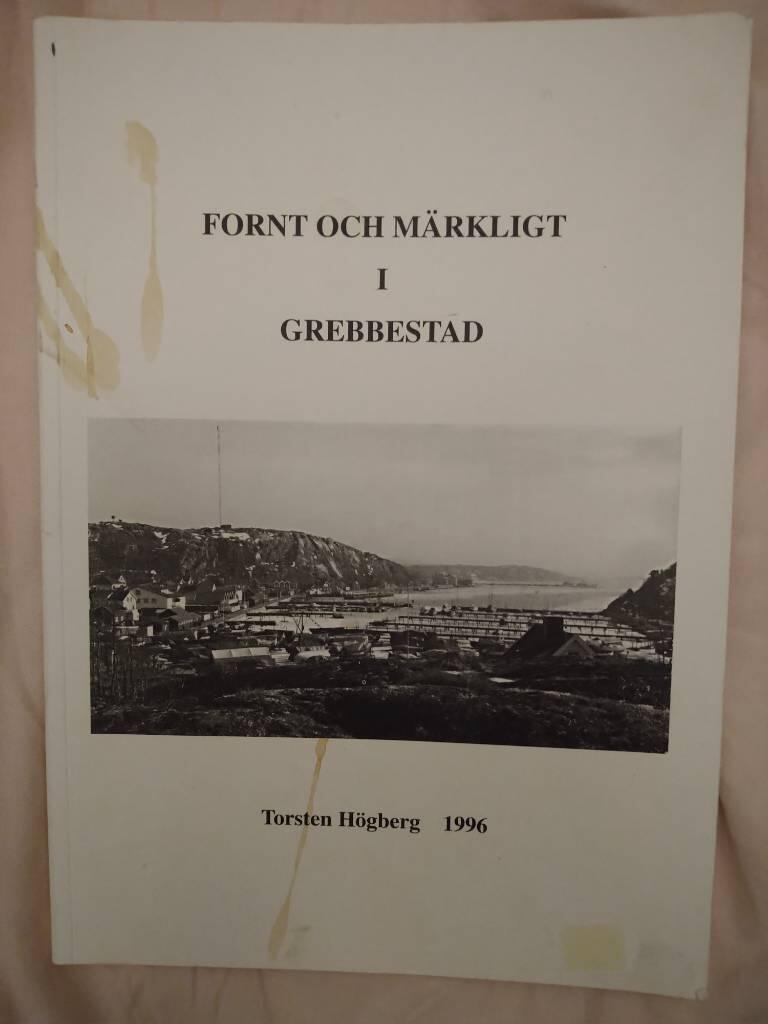 FORNT OCH MÄRKLIGT
I
GREBBESTAD
Torsten Högberg 1996